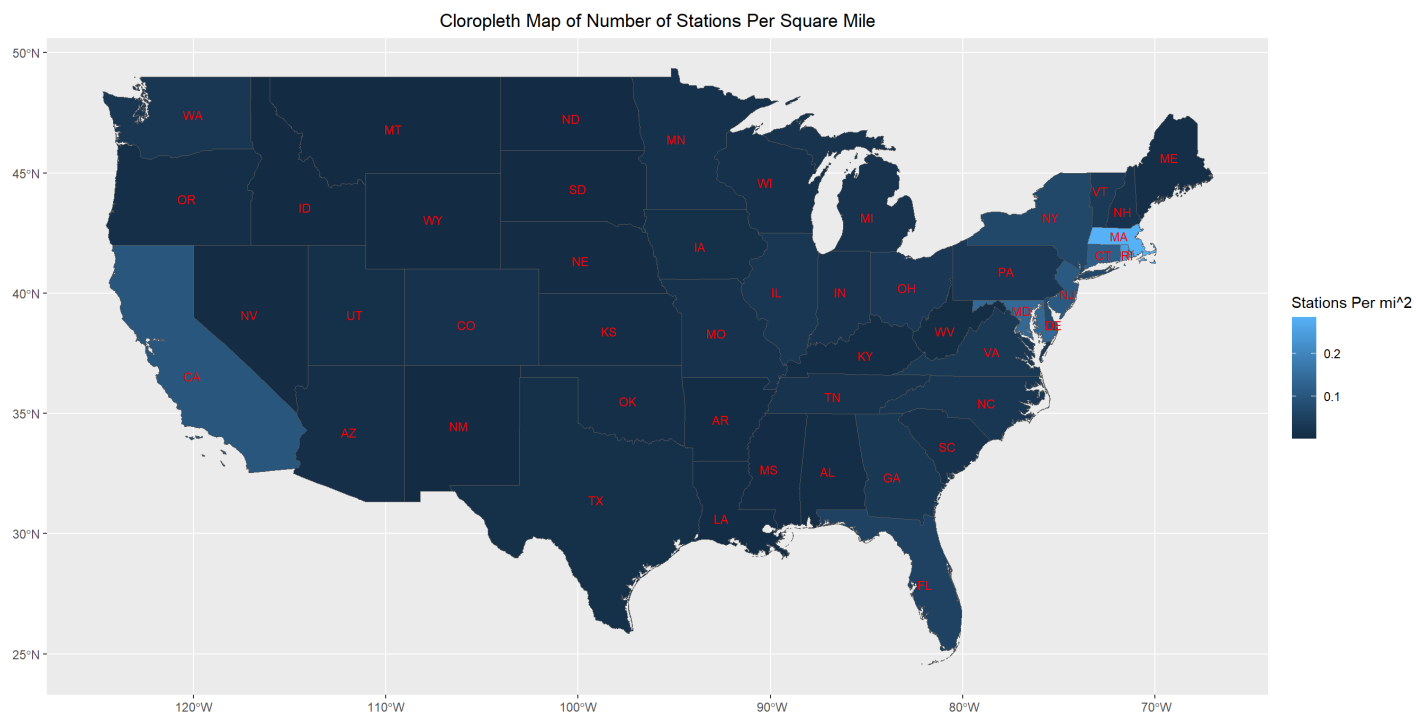 Cloropleth Map of Number of Stations Per Square Mile
50°N
45°N
40°N
35°N
30°N
25°N
WA
MT
ND
MN
ME
OR
ID
SD
WI
VT
WY
MI
NH
NY
MA
IA
CT
RI
NE
PA
NV
UT
CO
IL
IN
OH
NJ
MD
DE
KS
MO
WV
KY
VA
CA
OK
TN
NC
AZ
NM
AR
SC
MS
AL
GA
TX
LA
FL
Stations Per mi^2
0.2
0.1
120°W
110°W
100°W
90°W
80°W
70°W